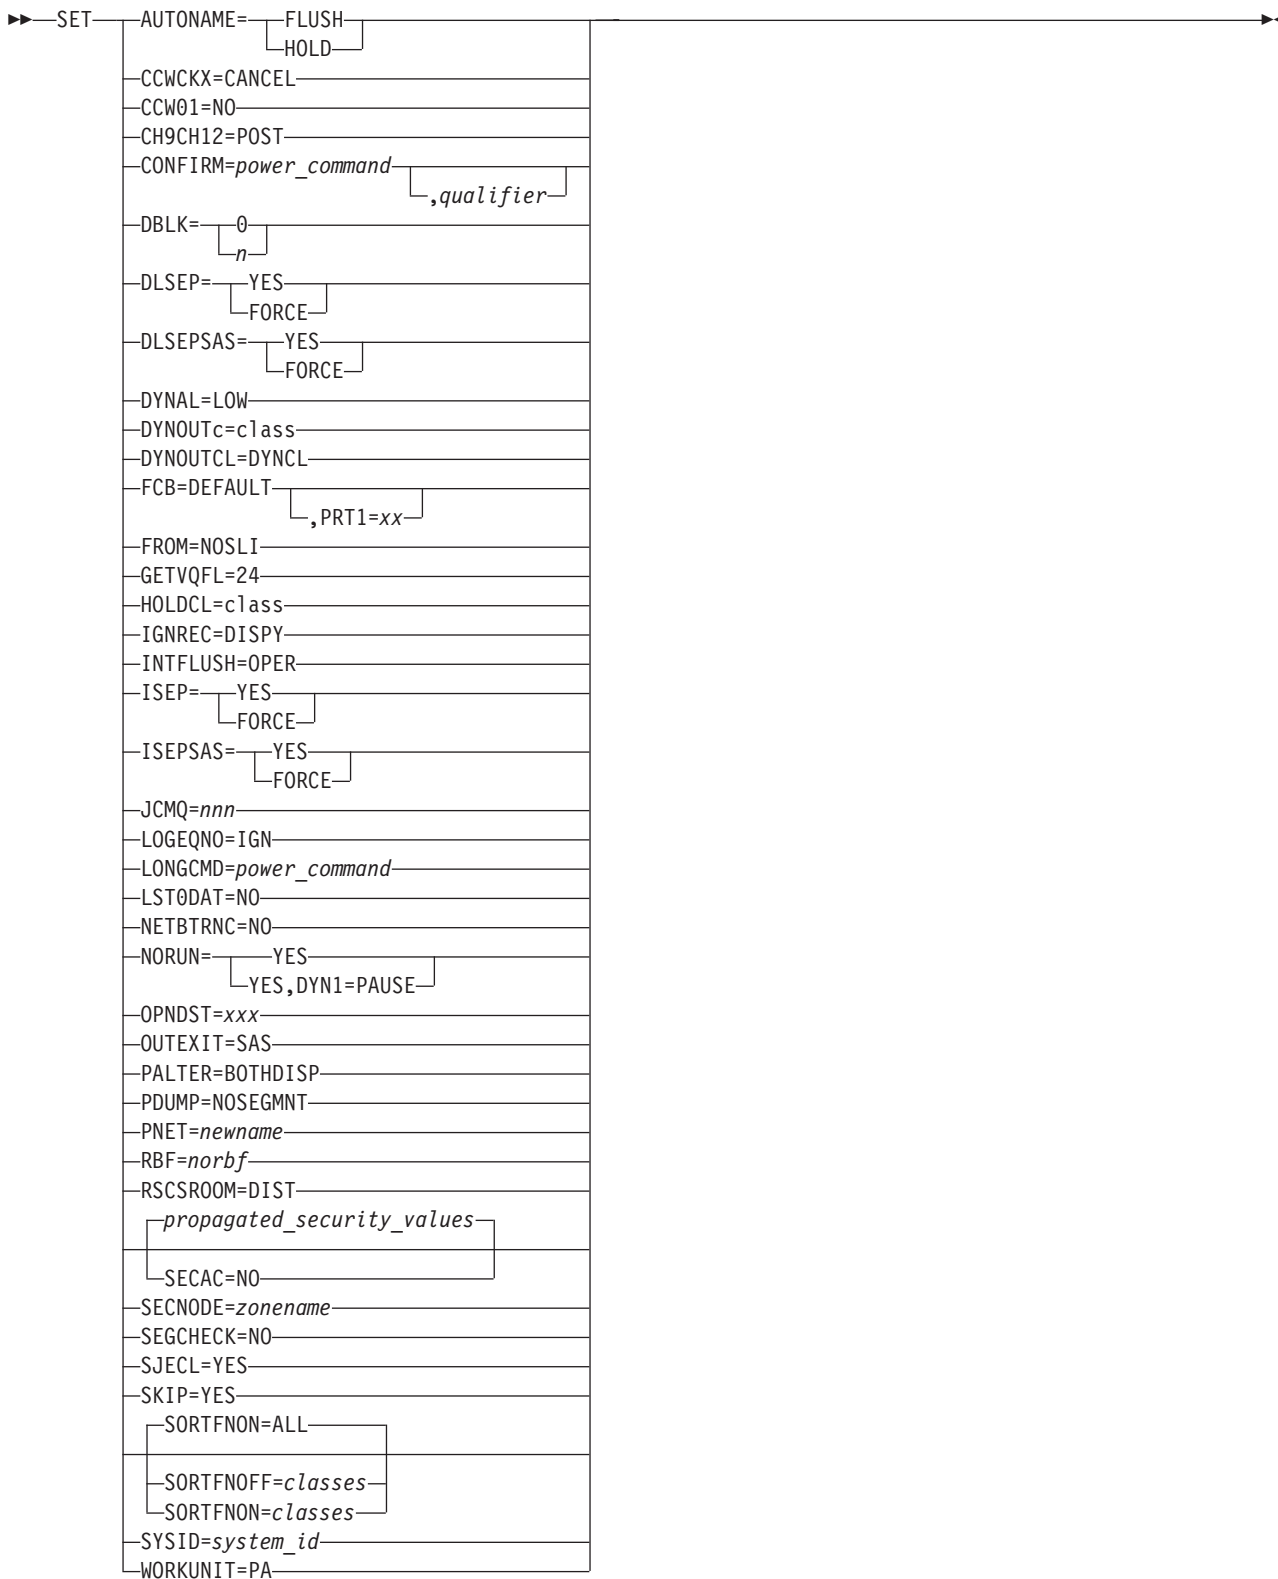 SET AUTONAME= FLUSH
HOLD
CCWCKX=CANCEL
CCW01=NO
CH9CH12=POST
CONFIRM=power_command
,qualifier
DBLK= 0
n
DLSEP= YES
FORCE
DLSEPSAS= YES
FORCE
DYNAL=LOW
DYNOUTc=class
DYNOUTCL=DYNCL
FCB=DEFAULT
,PRT1=xx
FROM=NOSLI
GETVQFL=24
HOLDCL=class
IGNREC=DISPY
INTFLUSH=OPER
ISEP= YES
FORCE
ISEPSAS= YES
FORCE
JCMQ=nnn
LOGEQNO=IGN
LONGCMD=power_command
LST0DAT=NO
NETBTRNC=NO
NORUN= YES
YES,DYN1=PAUSE
OPNDST=xxx
OUTEXIT=SAS
PALTER=BOTHDISP
PDUMP=NOSEGMNT
PNET=newname
RBF=norbf
RSCSROOM=DIST
propagated_security_values
SECAC=NO
SECNODE=zonename
SEGCHECK=NO
SJECL=YES
SKIP=YES
SORTFNON=ALL
SORTFNOFF=classes
SORTFNON=classes
SYSID=system_id
WORKUNIT=PA